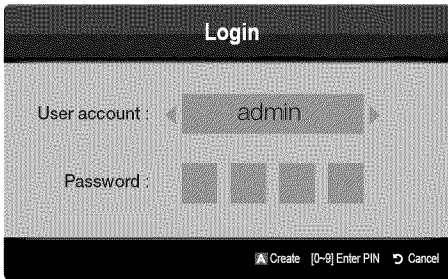 Login
User account : admin
Password :
A Create [0~9] Enter PIN Cancel